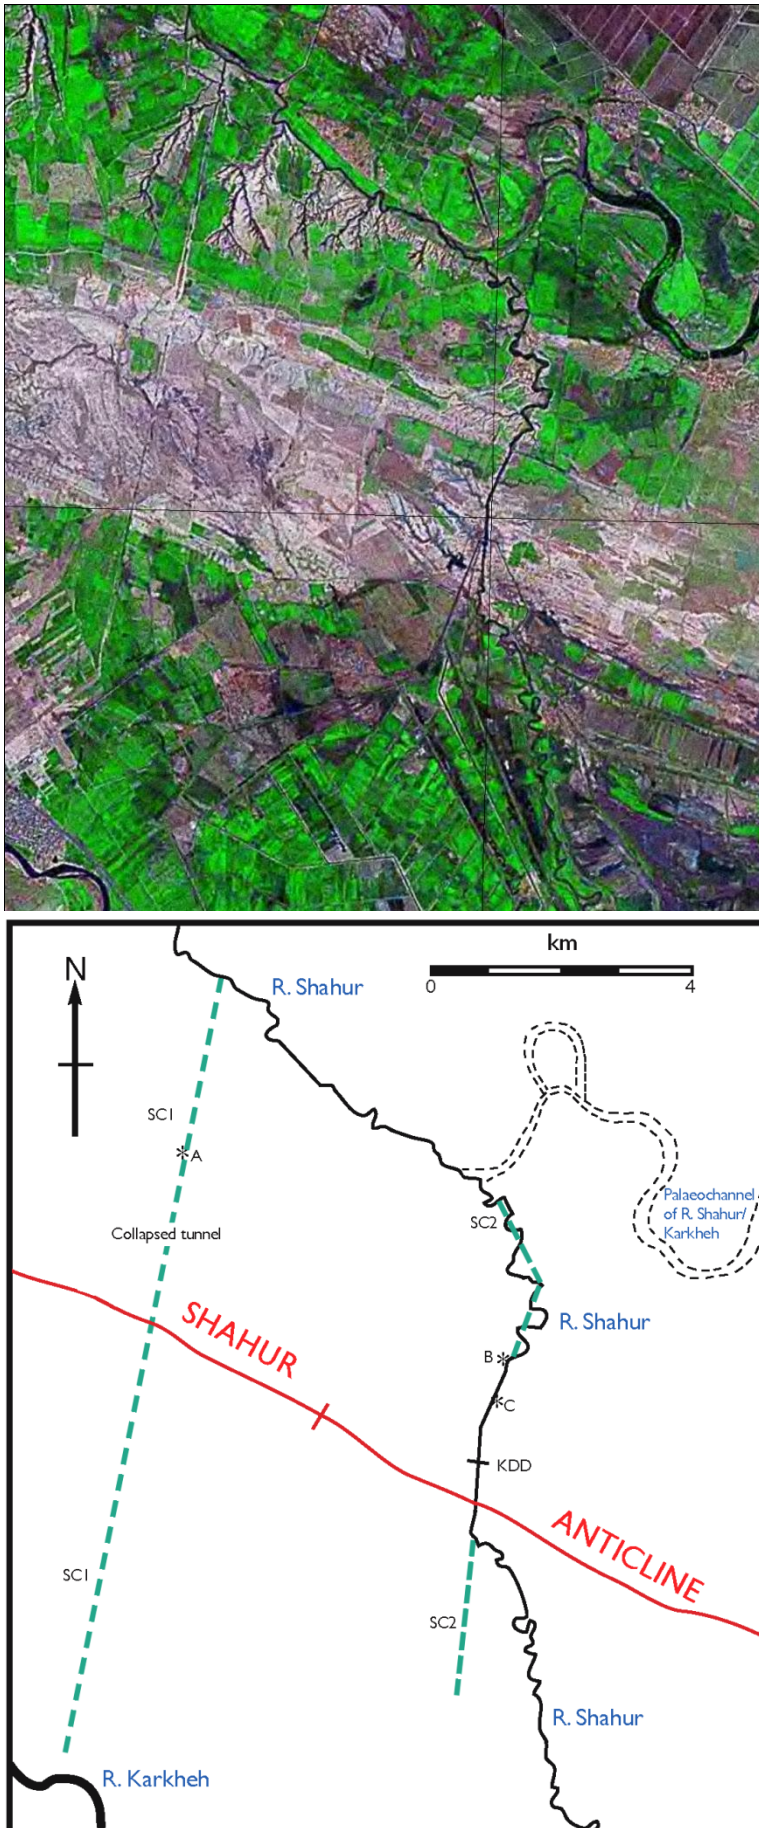 km
N
0
4
R. Shahur
SC1
A
Palaeochannel
of R. Shahur/
Karkheh
SC2
Collapsed tunnel
SHAHUR
R. Shahur
B
C
KDD
ANTICLINE
SC1
SC2
R. Shahur
R. Karkheh